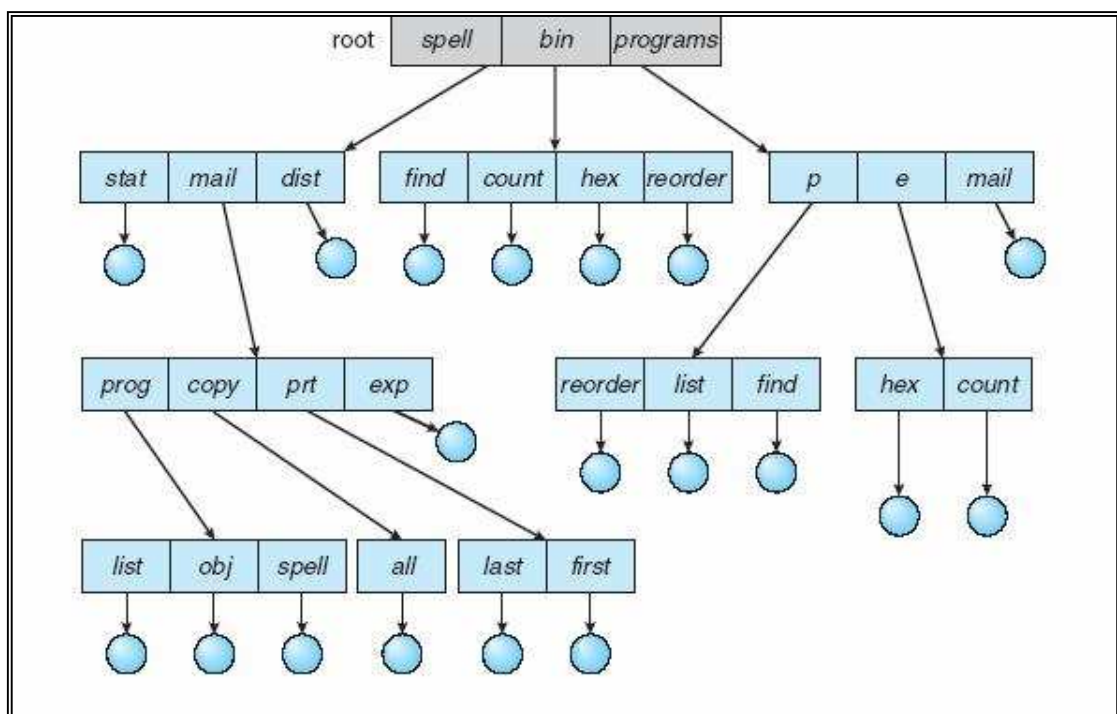 root spell bin programs
stat mail dist find count hex reorder p e mail
prog copy prt exp reorder list find hex count
list obj spell all last first